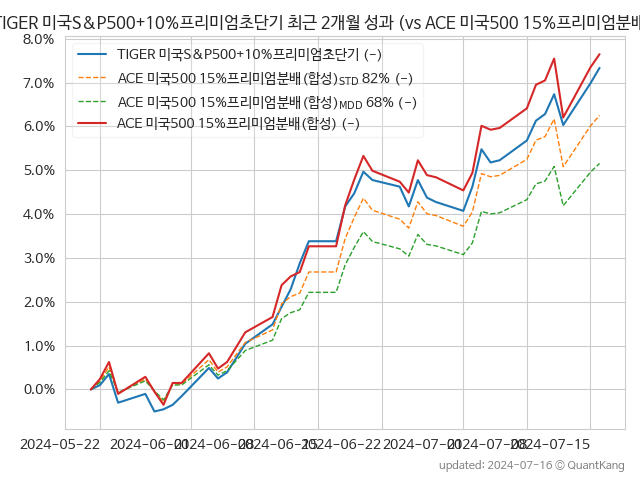 TIGER 미국S&P500+10%프리미엄초단기 최근 2개월 성과 (vs ACE 미국500 15%프리미엄분배
8.0%
7.0%
6.0%
5.0%
4.0%
3.0%
2.0%
1.0%
0.0%
TIGER 미국S&P500+10%프리미엄초단기 (-)
ACE 미국500 15%프리미엄분배(합성)STD 82% (-)
ACE 미국500 15%프리미엄분배(합성)MDD 68% (-)
ACE 미국500 15%프리미엄분배(합성) (-)
2024-05-22 2024-06-01 2024-06-08 2024-06-15 2024-06-22 2024-07-01 2024-07-08 2024-07-15
updated: 2024-07-16 © QuantKang